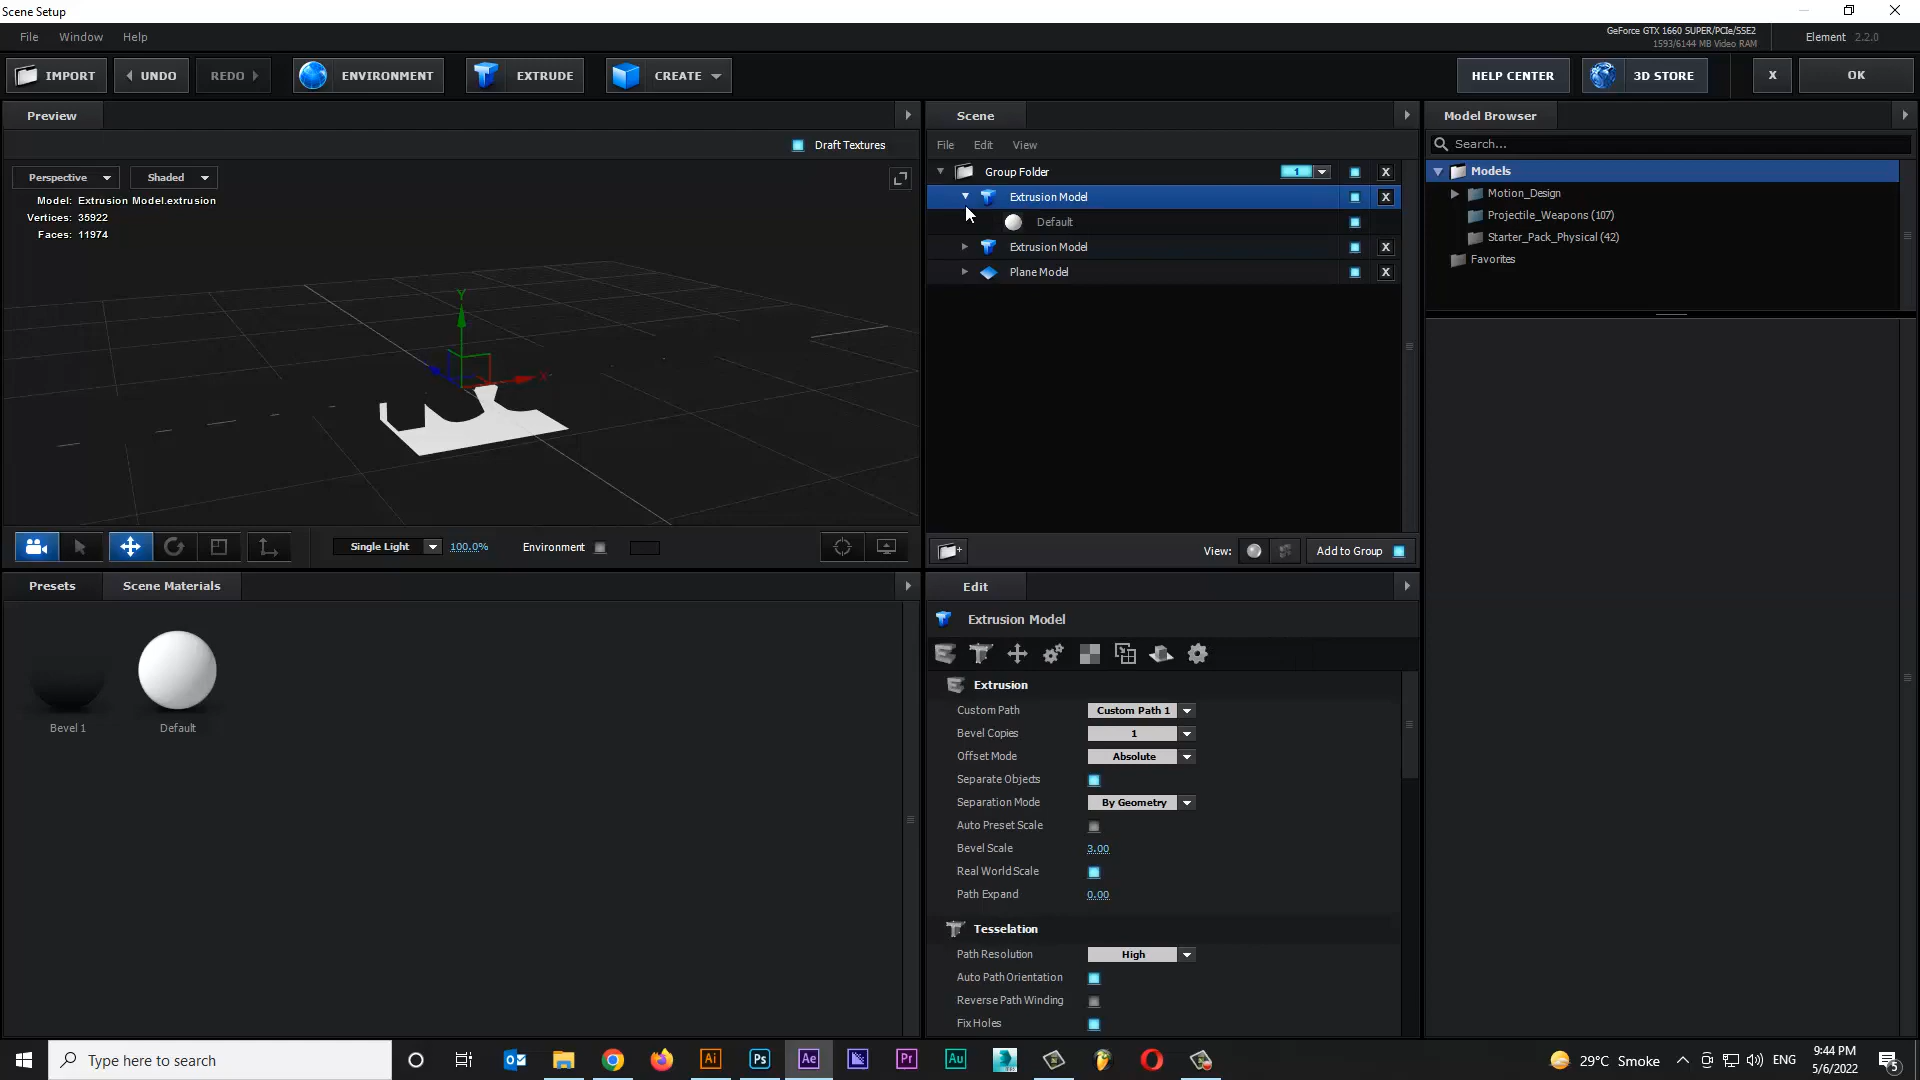 Scene Setup
File Window Help
GeForce GTX 1660 SUPER/PCIe/SSE2
1593/6144 MB Video RAM
Element 2.2.0
IMPORT UNDO REDO ENVIRONMENT EXTRUDE CREATE HELP CENTER 3D STORE X OK
Preview
Draft Textures
Perspective Shaded
Model: Extrusion Model.extrusion
Vertices: 35922
Faces: 11974
Y
X
Single Light 100.0% Environment
Presets Scene Materials
Bevel 1 Default
Scene
File Edit View
Group Folder 1 X
Extrusion Model X
Default
Extrusion Model X
Plane Model X
View: Add to Group
Edit
Extrusion Model
Extrusion
Custom Path Custom Path 1
Bevel Copies 1
Offset Mode Absolute
Separate Objects
Separation Mode By Geometry
Auto Preset Scale
Bevel Scale 3.00
Real World Scale
Path Expand 0.00
Tesselation
Path Resolution High
Auto Path Orientation
Reverse Path Winding
Fix Holes
Model Browser
Search...
Models
Motion_Design
Projectile_Weapons (107)
Starter_Pack_Physical (42)
Favorites
Type here to search
Ai Ps Ae Pr Au
29°C Smoke ENG
9:44 PM
5/6/2022
5